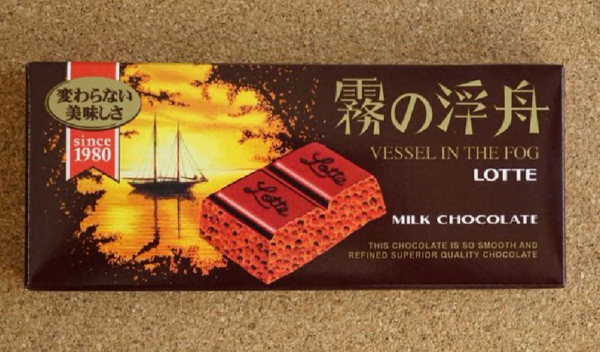 変わらない
美味しさ
since
1980
霧の浮舟
VESSEL IN THE FOG
LOTTE
Lotte
Lotte
MILK CHOCOLATE
THIS CHOCOLATE IS SO SMOOTH AND
REFINED SUPERIOR QUALITY CHOCOLATE